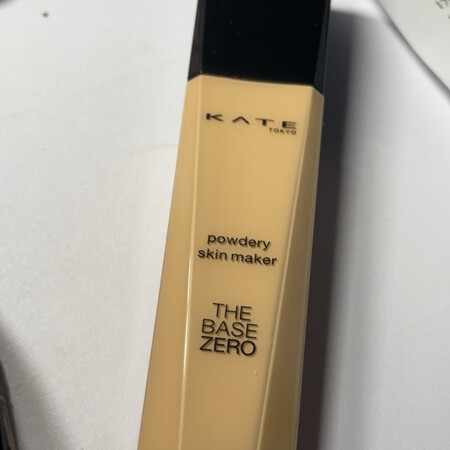 KATE
TOKYO
powdery
skin maker
THE
BASE
ZERO